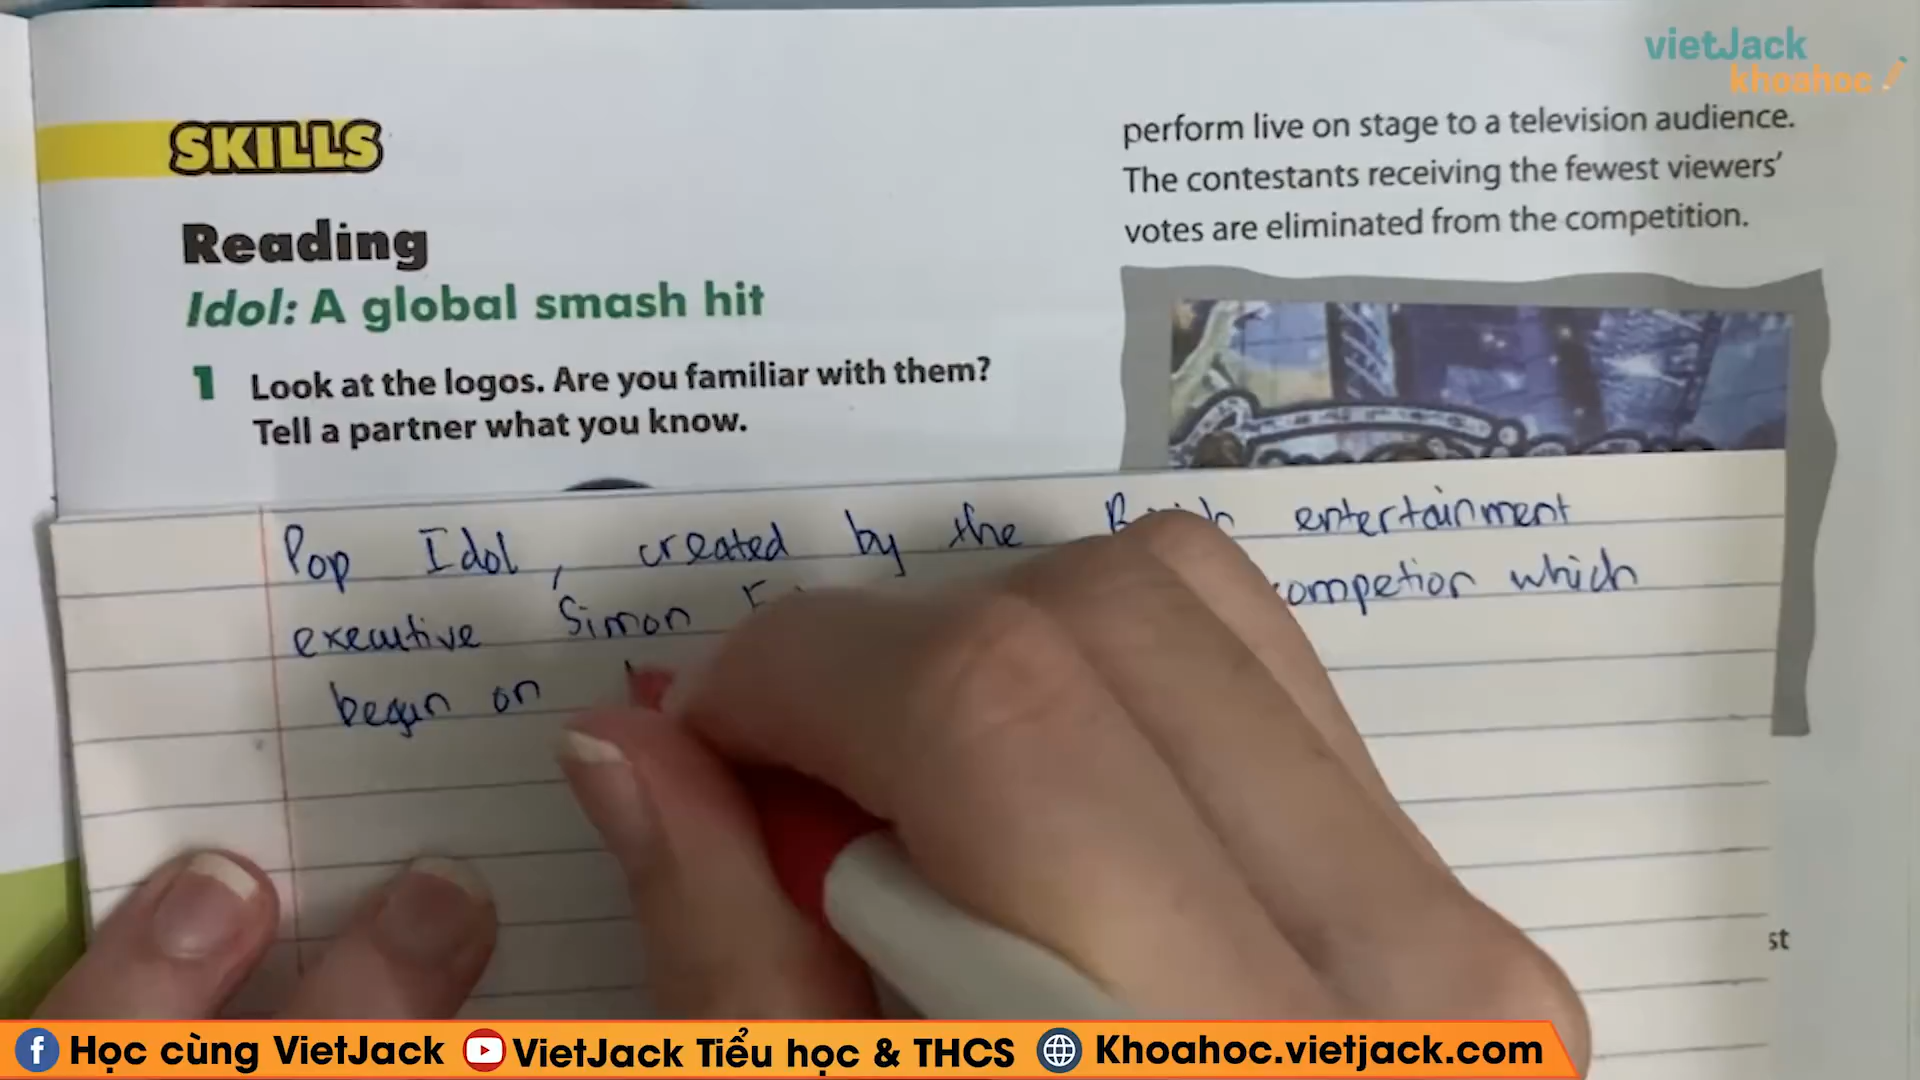 vietJack
khoahoc
SKILLS
Reading
Idol: A global smash hit
1 Look at the logos. Are you familiar with them?
Tell a partner what you know.
perform live on stage to a television audience.
The contestants receiving the fewest viewers'
votes are eliminated from the competition.
Pop Idol, created by the entertainment
executive Simon competior which
begun on
st
Học cùng VietJack VietJack Tiểu học & THCS Khoahoc.vietjack.com